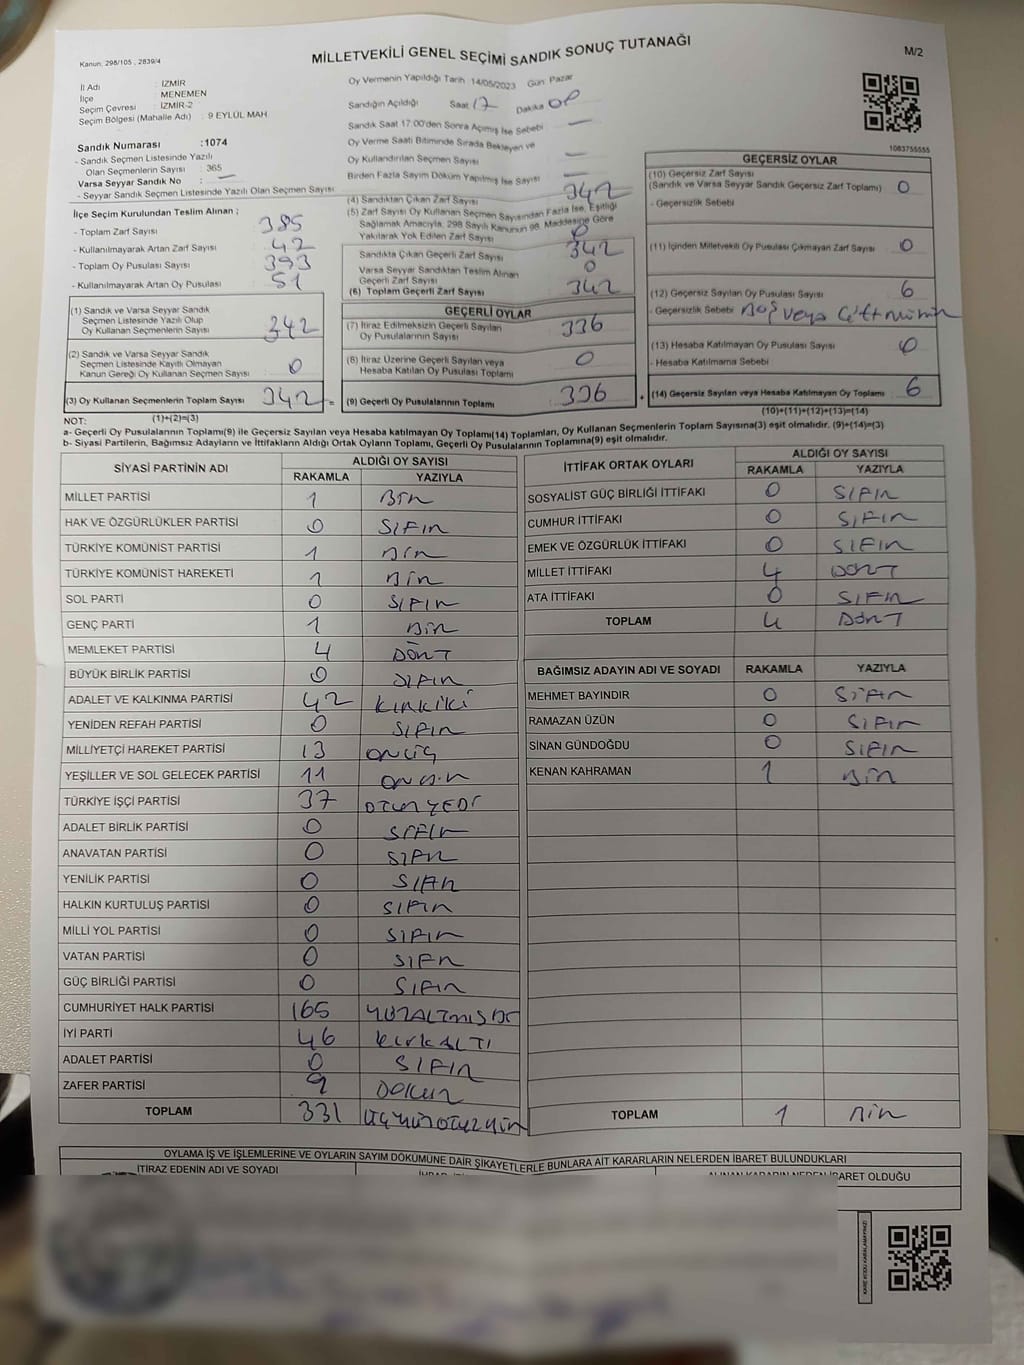 Kanun, 298/105 , 2839/4
MİLLETVEKİLİ GENEL SEÇİMİ SANDIK SONUÇ TUTANAĞI
M/2
İl Adı : İZMİR
İlçe MENEMEN
Seçim Çevresi : İZMİR-2
Seçim Bölgesi (Mahalle Adı) : 9 EYLÜL MAH
Sandık Numarası :1074
- Sandık Seçmen Listesinde Yazılı
Olan Seçmenlerin Sayısı : 365
Varsa Seyyar Sandık No : —
- Seyyar Sandık Seçmen Listesinde Yazılı Olan Seçmen Sayısı
Oy Vermenin Yapıldığı Tarih 14/05/2023 Gün: Pazar
Sandığın Açıldığı Saat 17 Dakika
Sandık Saat 17.00'den Sonra Açımış İse Sebebi —
Oy Verme Saati Bitiminde Sırada Bekleyen ve
Oy Kullandırılan Seçmen Sayısı —
Birden Fazla Sayım Döküm Yapılmış İse Sayısı —
1083755555
İlçe Seçim Kurulundan Teslim Alınan ;
- Toplam Zarf Sayısı 385
- Kullanılmayarak Artan Zarf Sayısı 42
- Toplam Oy Pusulası Sayısı 393
- Kullanılmayarak Artan Oy Pusulası 51
(1) Sandık ve Varsa Seyyar Sandık
Seçmen Listesinde Yazılı Olup
Oy Kullanan Seçmenlerin Sayısı 342
(2) Sandık ve Varsa Seyyar Sandık
Seçmen Listesinde Kayıtlı Olmayan
Kanun Gereği Oy Kullanan Seçmen Sayısı 0
(3) Oy Kullanan Seçmenlerin Toplam Sayısı 342
(1)+(2)=(3)
(4) Sandıktan Çıkan Zarf Sayısı 342
(5) Zarf Sayısı Oy Kullanan Seçmen Sayısından Fazla İse, Eşitliği
Sağlamak Amacıyla, 298 Sayılı Kanunun 98. Maddesine Göre
Yakılarak Yok Edilen Zarf Sayısı 0
Sandıkta Çıkan Geçerli Zarf Sayısı 342
Varsa Seyyar Sandıktan Teslim Alınan
Geçerli Zarf Sayısı 0
(6) Toplam Geçerli Zarf Sayısı 342
GEÇERLİ OYLAR
(7) İtiraz Edilmeksizin Geçerli Sayılan
Oy Pusulasının Sayısı 336
(8) İtiraz Üzerine Geçerli Sayılan veya
Hesaba Katılan Oy Pusulası Toplamı 0
= (9) Geçerli Oy Pusulalarının Toplamı 336
GEÇERSİZ OYLAR
(10) Geçersiz Zarf Sayısı
(Sandık ve Varsa Seyyar Sandık Geçersiz Zarf Toplamı) 0
- Geçersizlik Sebebi
(11) İçinden Milletvekili Oy Pusulası Çıkmayan Zarf Sayısı 0
(12) Geçersiz Sayılan Oy Pusulası Sayısı 6
- Geçersizlik Sebebi Boş veya Çift Mühür
(13) Hesaba Katılmayan Oy Pusulası Sayısı 0
- Hesaba Katılmama Sebebi
+ (14) Geçersiz Sayılan veya Hesaba Katılmayan Oy Toplamı 6
(10)+(11)+(12)+(13)=(14)
NOT:
a- Geçerli Oy Pusulalarının Toplamı(9) ile Geçersiz Sayılan veya Hesaba katılmayan Oy Toplamı(14) Toplamları, Oy Kullanan Seçmenlerin Toplam Sayısına(3) eşit olmalıdır. (9)+(14)=(3)
b- Siyasi Partilerin, Bağımsız Adayların ve İttifakların Aldığı Ortak Oyların Toplamı, Geçerli Oy Pusulalarının Toplamına(9) eşit olmalıdır.
SİYASİ PARTİNİN ADI ALDIĞI OY SAYISI
RAKAMLA YAZIYLA
MİLLET PARTİSİ 1 BİR
HAK VE ÖZGÜRLÜKLER PARTİSİ 0 SIFIR
TÜRKİYE KOMÜNİST PARTİSİ 1 BİR
TÜRKİYE KOMÜNİST HAREKETİ 1 BİR
SOL PARTİ 0 SIFIR
GENÇ PARTİ 1 BİR
MEMLEKET PARTİSİ 4 DÖRT
BÜYÜK BİRLİK PARTİSİ 0 SIFIR
ADALET VE KALKINMA PARTİSİ 42 KIRKİKİ
YENİDEN REFAH PARTİSİ 0 SIFIR
MİLLİYETÇİ HAREKET PARTİSİ 13 ONÜÇ
YEŞİLLER VE SOL GELECEK PARTİSİ 11 ONBİR
TÜRKİYE İŞÇİ PARTİSİ 37 OTUZYEDİ
ADALET BİRLİK PARTİSİ 0 SIFIR
ANAVATAN PARTİSİ 0 SIFIR
YENİLİK PARTİSİ 0 SIFIR
HALKIN KURTULUŞ PARTİSİ 0 SIFIR
MİLLİ YOL PARTİSİ 0 SIFIR
VATAN PARTİSİ 0 SIFIR
GÜÇ BİRLİĞİ PARTİSİ 0 SIFIR
CUMHURİYET HALK PARTİSİ 165 YÜZALTMIŞBE
İYİ PARTİ 46 KIRKALTI
ADALET PARTİSİ 0 SIFIR
ZAFER PARTİSİ 9 DOKUZ
TOPLAM 331 ÜÇYÜZOTUZBİR
İTTİFAK ORTAK OYLARI ALDIĞI OY SAYISI
RAKAMLA YAZIYLA
SOSYALİST GÜÇ BİRLİĞİ İTTİFAKI 0 SIFIR
CUMHUR İTTİFAKI 0 SIFIR
EMEK VE ÖZGÜRLÜK İTTİFAKI 0 SIFIR
MİLLET İTTİFAKI 4 DÖRT
ATA İTTİFAKI 0 SIFIR
TOPLAM 4 DÖRT
BAĞIMSIZ ADAYIN ADI VE SOYADI RAKAMLA YAZIYLA
MEHMET BAYINDIR 0 SIFIR
RAMAZAN ÜZÜN 0 SIFIR
SİNAN GÜNDOĞDU 0 SIFIR
KENAN KAHRAMAN 1 BİR
TOPLAM 1 BİR
OYLAMA İŞ VE İŞLEMLERİNE VE OYLARIN SAYIM DÖKÜMÜNE DAİR ŞİKAYETLERLE BUNLARA AİT KARARLARIN NELERDEN İBARET BULUNDUKLARI
İTİRAZ EDENİN ADI VE SOYADI
ALINAN KARARIN NEDEN İBARET OLDUĞU